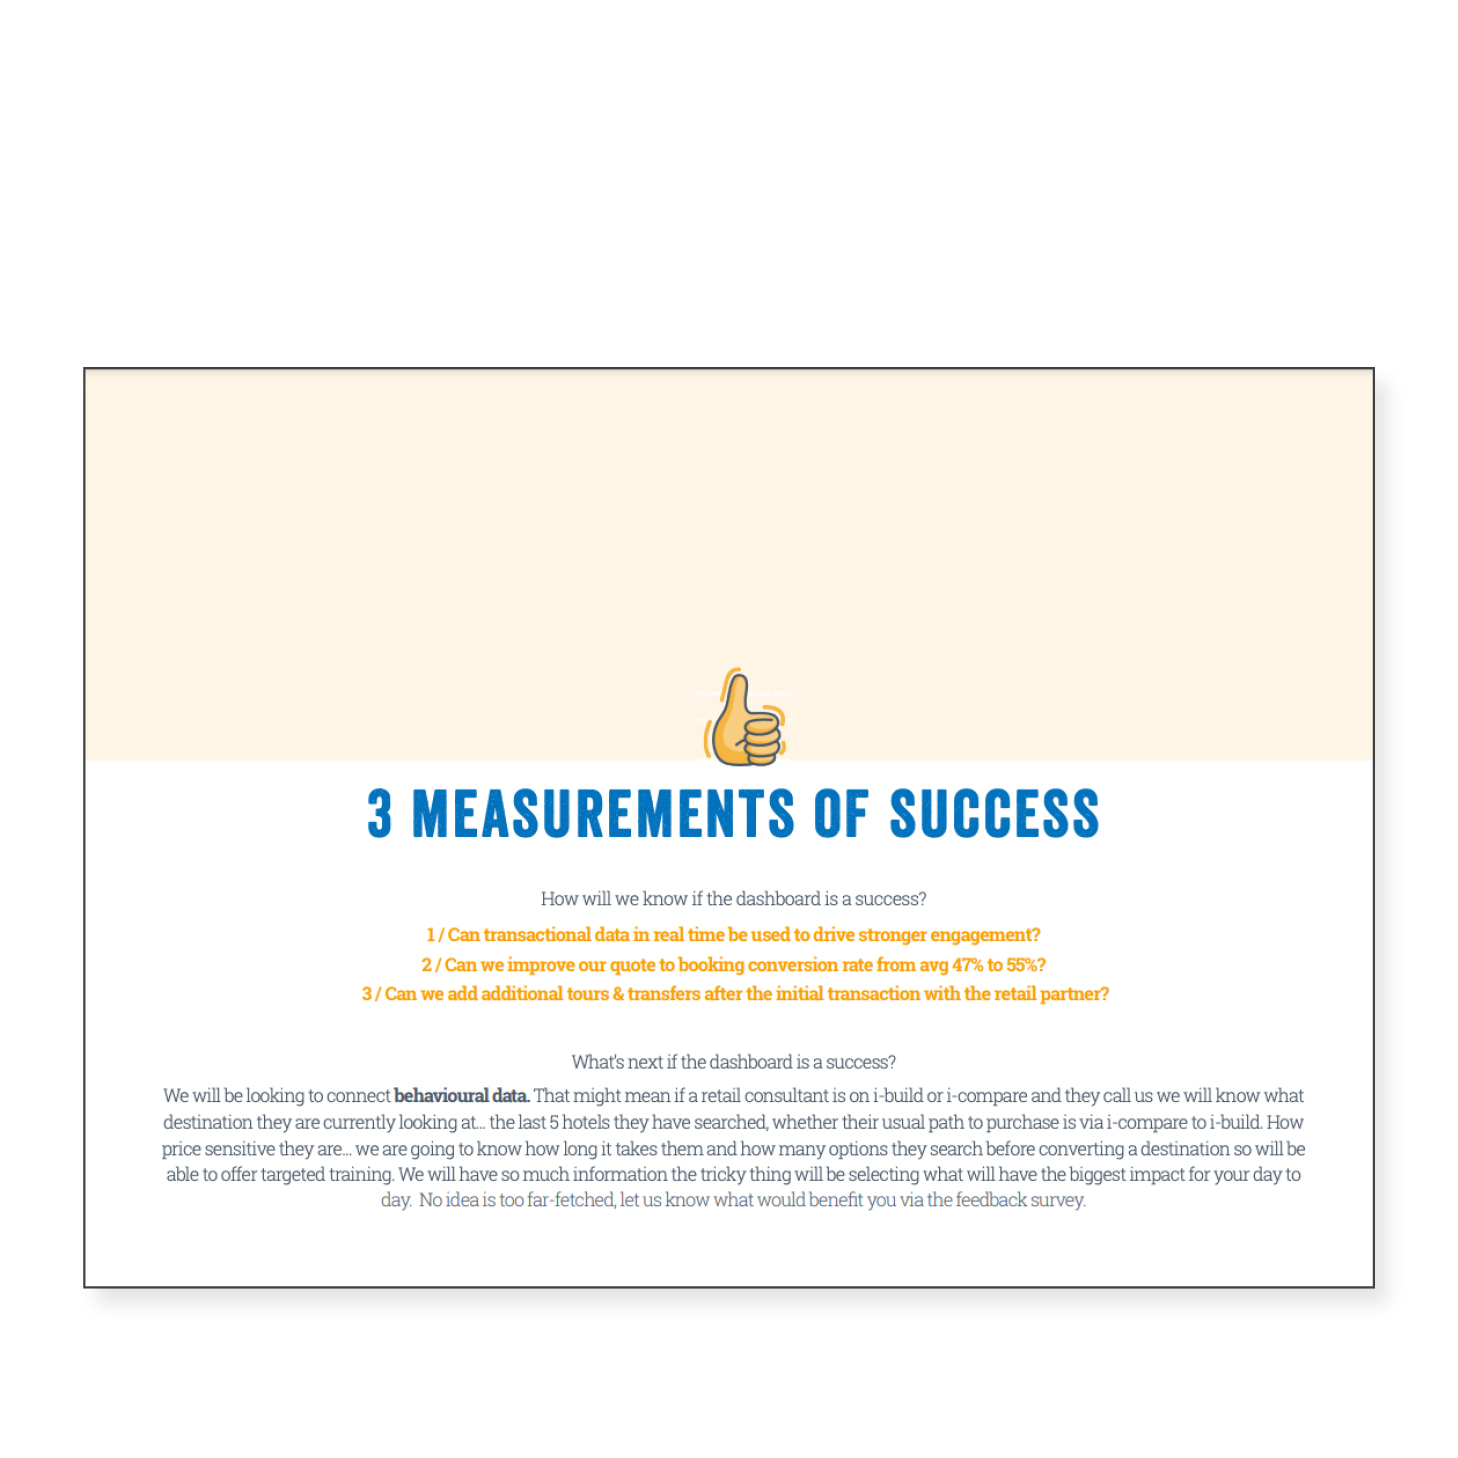 3 MEASUREMENTS OF SUCCESS
How will we know if the dashboard is a success?
1 / Can transactional data in real time be used to drive stronger engagement?
2 / Can we improve our quote to booking conversion rate from avg 47% to 55%?
3 / Can we add additional tours & transfers after the initial transaction with the retail partner?
What's next if the dashboard is a success?
We will be looking to connect behavioural data. That might mean if a retail consultant is on i-build or i-compare and they call us we will know what
destination they are currently looking at... the last 5 hotels they have searched, whether their usual path to purchase is via i-compare to i-build. How
price sensitive they are... we are going to know how long it takes them and how many options they search before converting a destination so will be
able to offer targeted training. We will have so much information the tricky thing will be selecting what will have the biggest impact for your day to
day. No idea is too far-fetched, let us know what would benefit you via the feedback survey.